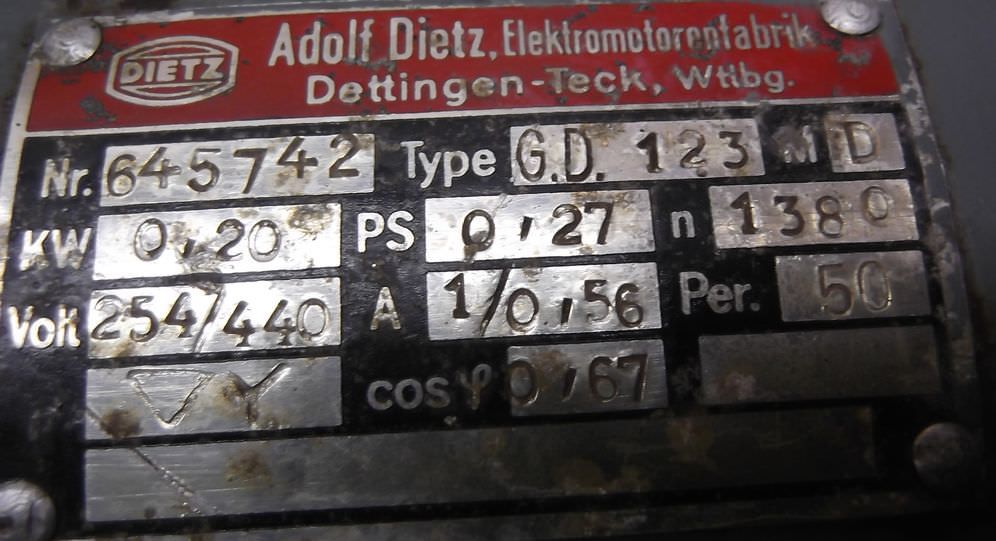 DIETZ
Adolf Dietz, Elektromotorenfabrik
Dettingen-Teck, Wttbg.
Nr. 645742 Type G.D. 123 M D
KW 0,20 PS 0,27 n 1380
Volt 254/440 A 1/0,56 Per. 50
▽ Y cos φ 0,67